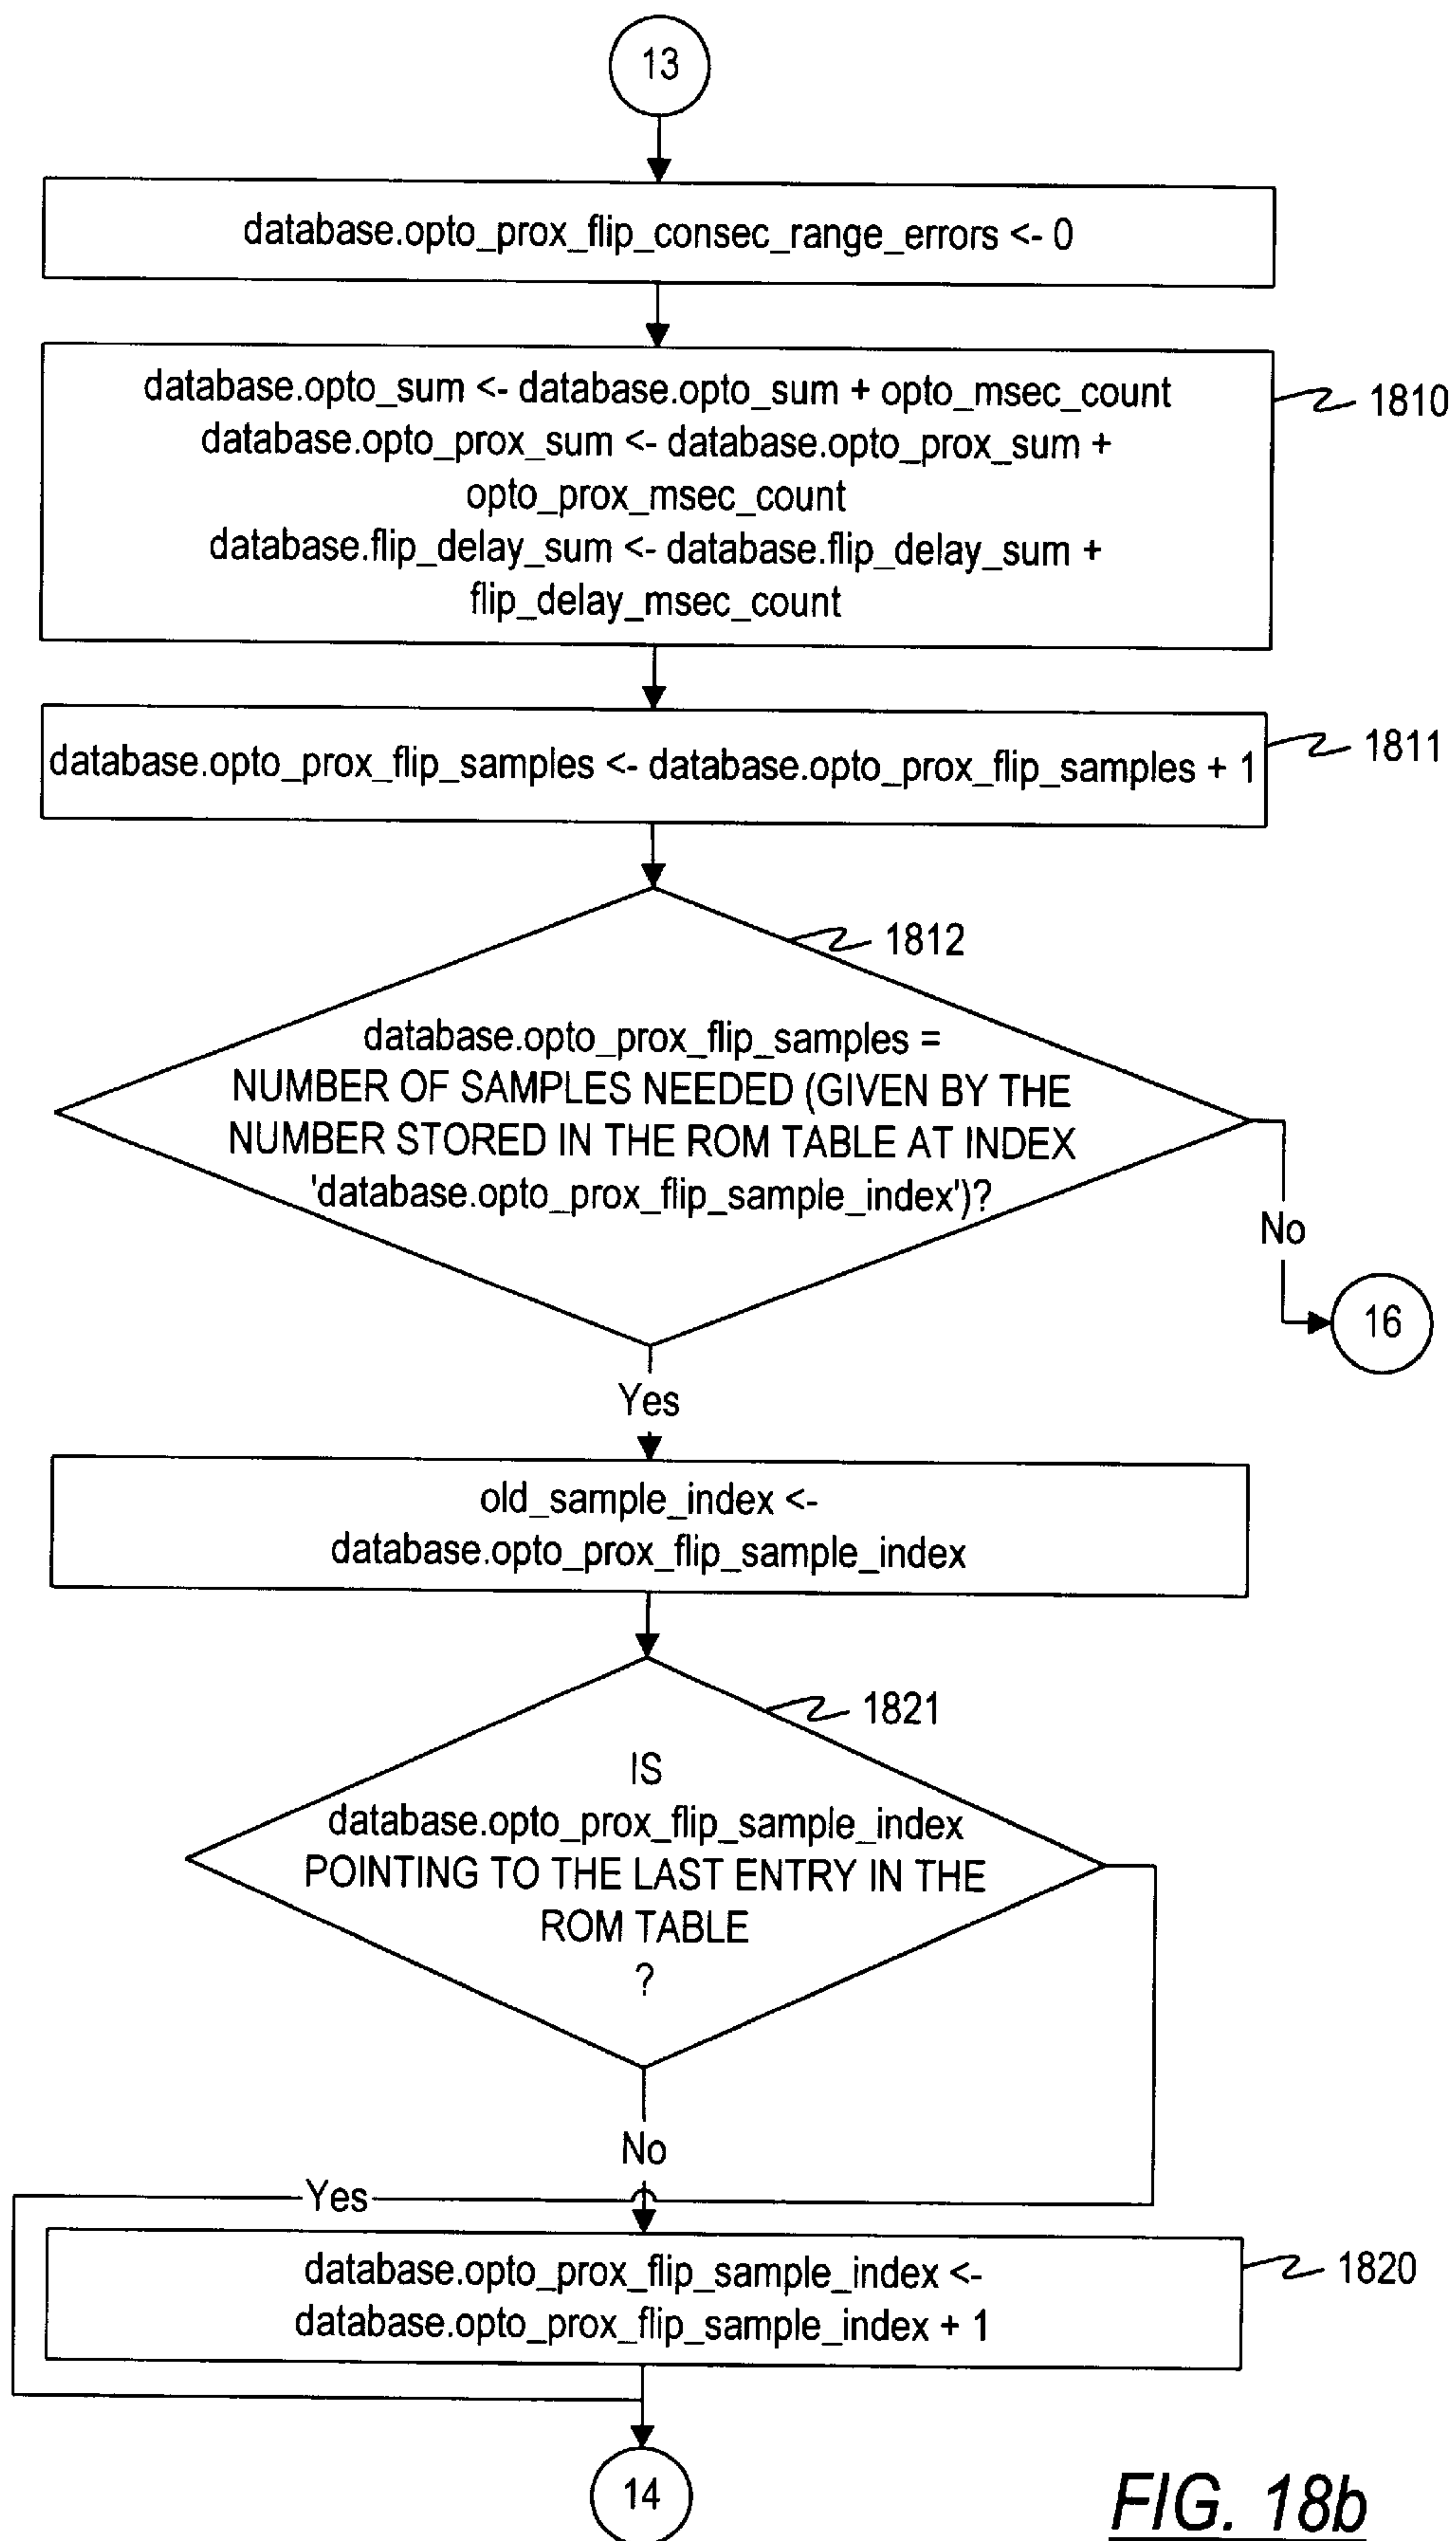 13
database.opto_prox_flip_consec_range_errors <- 0
database.opto_sum <- database.opto_sum + opto_msec_count
database.opto_prox_sum <- database.opto_prox_sum +
opto_prox_msec_count
database.flip_delay_sum <- database.flip_delay_sum +
flip_delay_msec_count
1810
database.opto_prox_flip_samples <- database.opto_prox_flip_samples + 1
1811
1812
database.opto_prox_flip_samples =
NUMBER OF SAMPLES NEEDED (GIVEN BY THE
NUMBER STORED IN THE ROM TABLE AT INDEX
'database.opto_prox_flip_sample_index')?
No
16
Yes
old_sample_index <-
database.opto_prox_flip_sample_index
1821
IS
database.opto_prox_flip_sample_index
POINTING TO THE LAST ENTRY IN THE
ROM TABLE
?
No
Yes
database.opto_prox_flip_sample_index <-
database.opto_prox_flip_sample_index + 1
1820
14
FIG. 18b